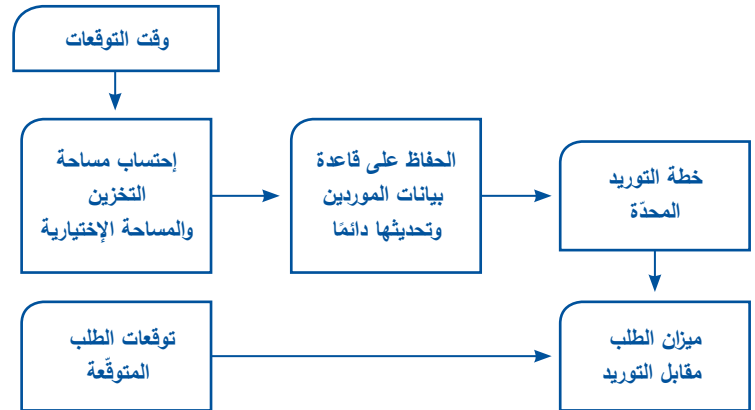 وقت التوقعات
إحتساب مساحة
التخزين
والمساحة الإختيارية
الحفاظ على قاعدة
بيانات الموردين
وتحديثها دائمًا
خطة التوريد
المحدّة
توقعات الطلب
المتوقّعة
ميزان الطلب
مقابل التوريد